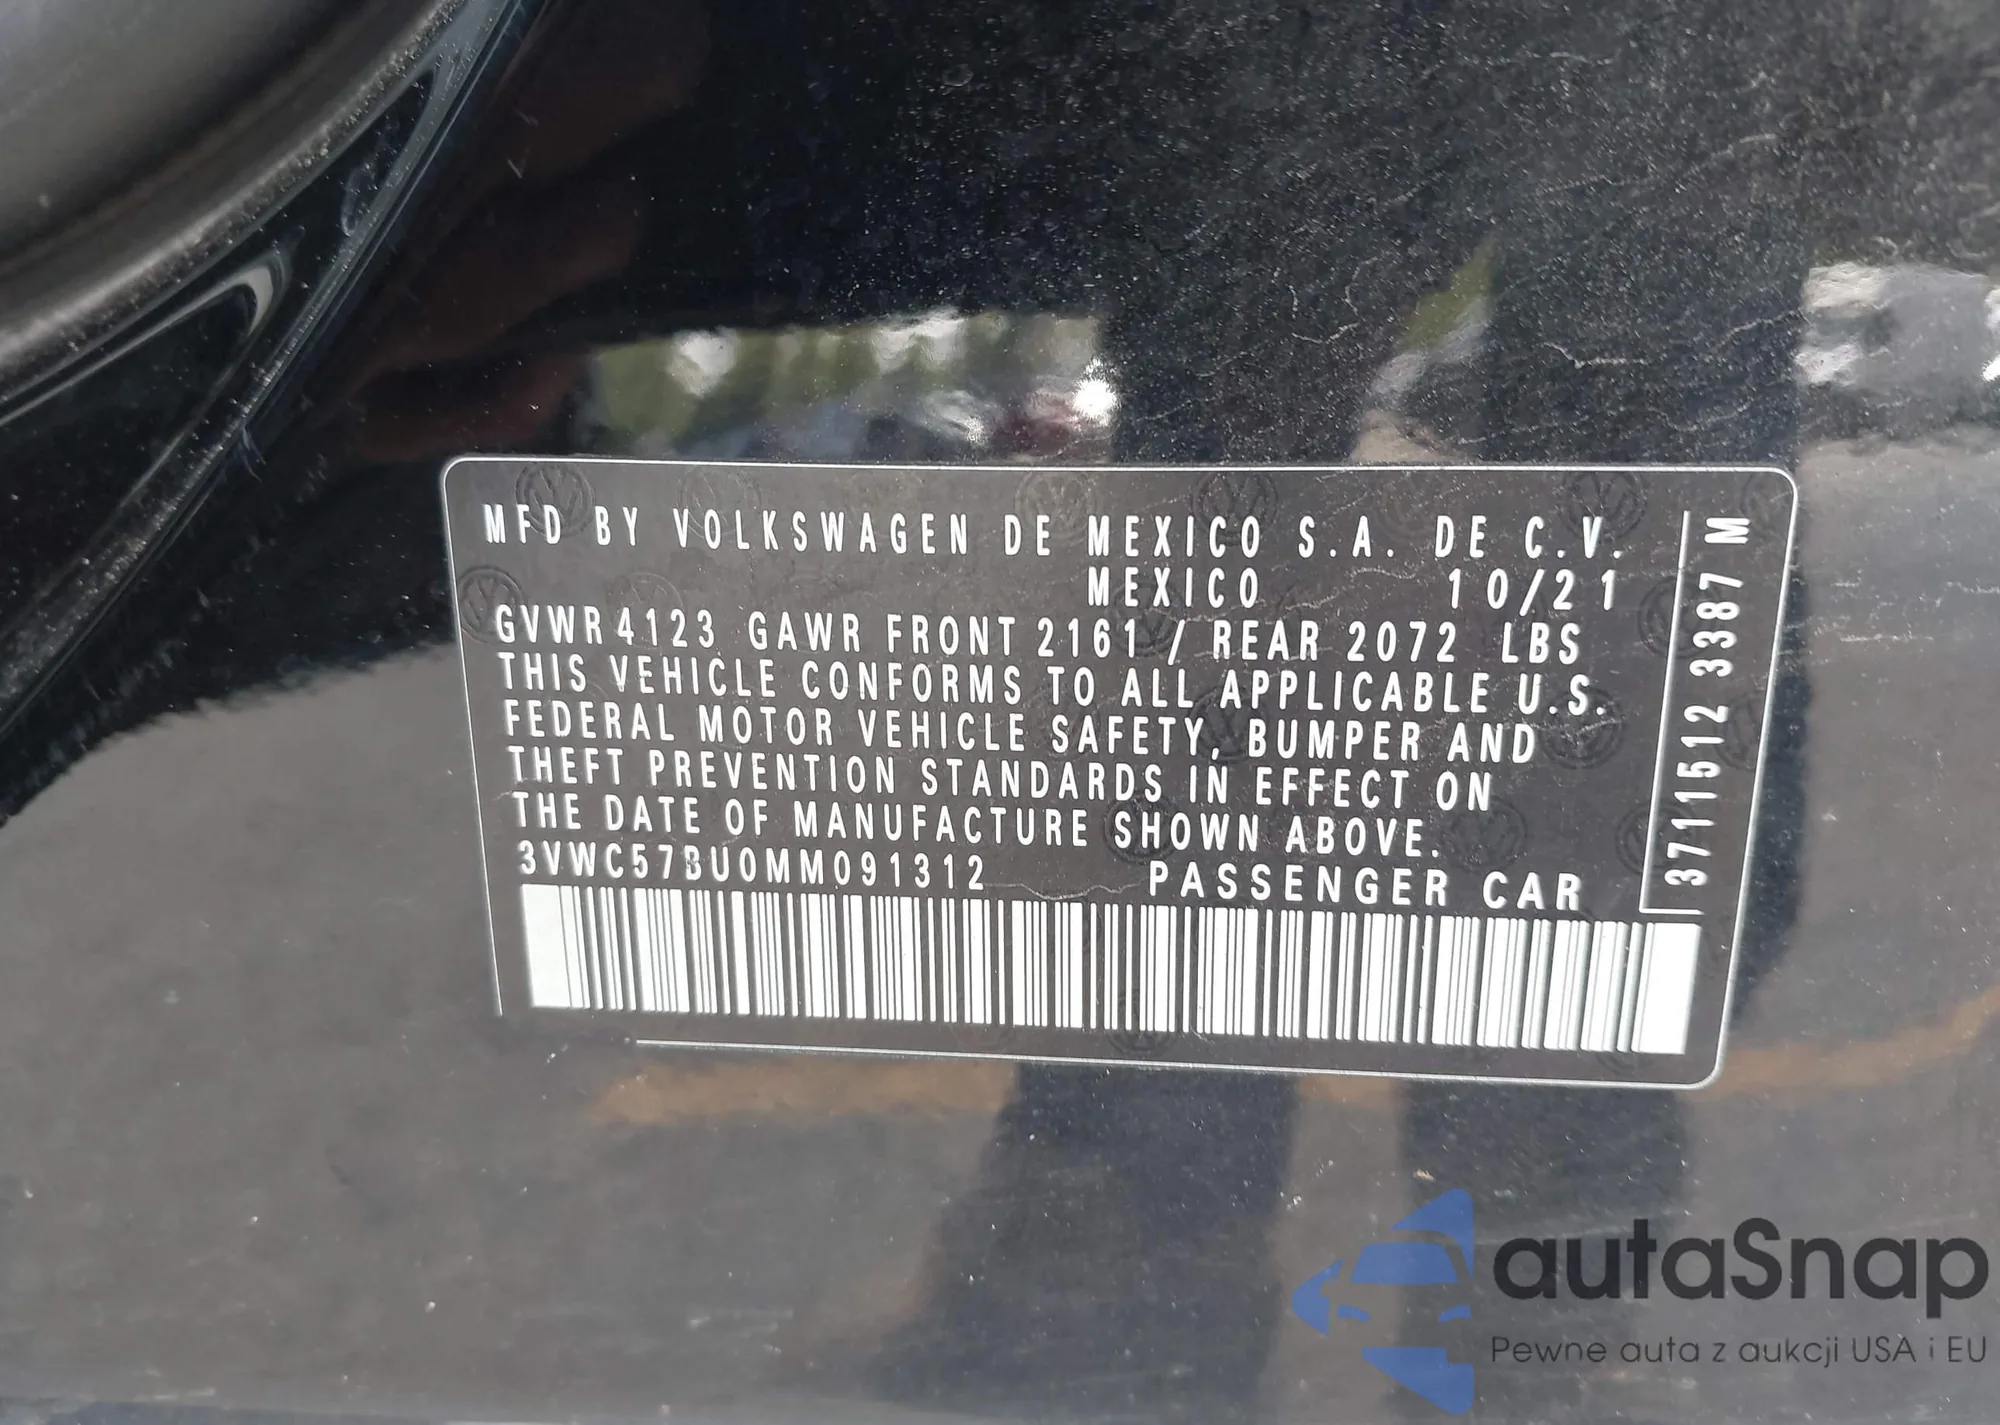 MFD BY VOLKSWAGEN DE MEXICO S.A. DE C.V.
MEXICO 10/21
GVWR 4123 GAWR FRONT 2161 / REAR 2072 LBS
THIS VEHICLE CONFORMS TO ALL APPLICABLE U.S.
FEDERAL MOTOR VEHICLE SAFETY, BUMPER AND
THEFT PREVENTION STANDARDS IN EFFECT ON
THE DATE OF MANUFACTURE SHOWN ABOVE.
3VWC57BU0MM091312 PASSENGER CAR
3711512 3387 M
autaSnap
Pewne auta z aukcji USA i EU